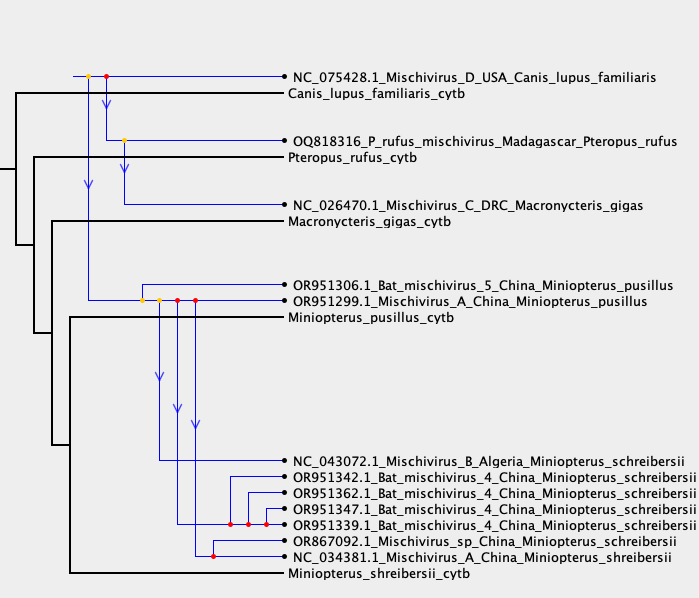 NC_075428.1_Mischivirus_D_USA_Canis_lupus_familiaris
Canis_lupus_familiaris_cytb
OQ818316_P_rufus_mischivirus_Madagascar_Pteropus_rufus
Pteropus_rufus_cytb
NC_026470.1_Mischivirus_C_DRC_Macronycteris_gigas
Macronycteris_gigas_cytb
OR951306.1_Bat_mischivirus_5_China_Miniopterus_pusillus
OR951299.1_Mischivirus_A_China_Miniopterus_pusillus
Miniopterus_pusillus_cytb
NC_043072.1_Mischivirus_B_Algeria_Miniopterus_schreibersii
OR951342.1_Bat_mischivirus_4_China_Miniopterus_schreibersii
OR951362.1_Bat_mischivirus_4_China_Miniopterus_schreibersii
OR951347.1_Bat_mischivirus_4_China_Miniopterus_schreibersii
OR951339.1_Bat_mischivirus_4_China_Miniopterus_schreibersii
OR867092.1_Mischivirus_sp_China_Miniopterus_schreibersii
NC_034381.1_Mischivirus_A_China_Miniopterus_shreibersii
Miniopterus_shreibersii_cytb